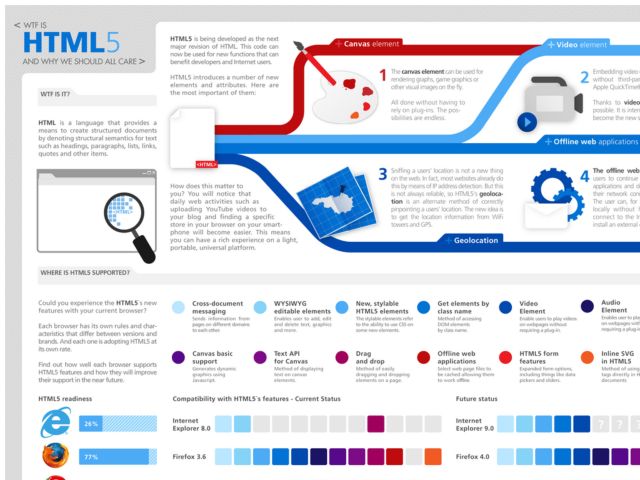 < WTF IS
HTML5
AND WHY WE SHOULD ALL CARE >
WTF IS IT?
HTML is a language that provides a
means to create structured documents
by denoting structural semantics for text
such as headings, paragraphs, lists, links,
quotes and other items.
<HTML>
HTML5 is being developed as the next
major revision of HTML. This code can
now be used for new functions that can
benefit developers and Internet users.
HTML5 introduces a number of new
elements and attributes. Here are
the most important of them:
<HTML>
How does this matter to
you? You will notice that
daily web activities such as
uploading YouTube videos to
your blog and finding a specific
store in your browser on your smart-
phone will become easier. This means
you can have a rich experience on a light,
portable, universal platform.
+ Canvas element
1 The canvas element can be used for
rendering graphs, game graphics or
other visual images on the fly.
All done without having to
rely on plug-ins. The pos-
sibilities are endless.
+ Video element
2 Embedding video
without third-par
Apple QuickTime
Thanks to video
possible. It is inten
become the new s
+ Offline web applications
3 Sniffing a users' location is not a new thing
on the web. In fact, most websites already do
this by means of IP address detection. But this
is not always reliable, so HTML5's geoloca-
tion is an alternate method of correctly
pinpointing a users' location. The new idea is
to get the location information from WiFi
towers and GPS.
+ Geolocation
4 The offline web
users to continue
applications and d
their network conn
The user can, for
locally without
connect to the In
install an external
WHERE IS HTML5 SUPPORTED?
Could you experience the HTML5's new
features with your current browser?
Each browser has its own rules and char-
acteristics that differ between versions and
brands. And each one is adopting HTML5 at
its own rate.
Find out how well each browser supports
HTML5 features and how they will improve
their support in the near future.
Cross-document
messaging
Sends information from
pages on different domains
to each other.
WYSIWYG
editable elements
Enables user to add, edit
and delete text, graphics
and more.
New, stylable
HTML5 elements
The stylable elements refer
to the ability to use CSS on
some new elements.
Get elements by
class name
Method of accessing
DOM elements
by class name.
Video
Element
Enables users to play videos
on webpages without
requiring a plug-in.
Audio
Element
Enables user to play
on webpages with
requiring a plug-
Canvas basic
support
Generates dynamic
graphics using
Javascript.
Text API
for Canvas
Method of displaying
text on canvas
elements.
Drag
and drop
Method of easily
dragging and dropping
elements on a page.
Offline web
applications
Select web page files to
be cached allowing them
to work offline.
HTML5 form
features
Expanded form options,
including things like data
pickers and sliders.
Inline SVG
in HTML5
Method of using
tags directly in H
documents
HTML5 readiness
26%
77%
Compatibility with HTML5's features - Current Status
Internet
Explorer 8.0
Firefox 3.6
Future status
Internet
Explorer 9.0
? ?
Firefox 4.0